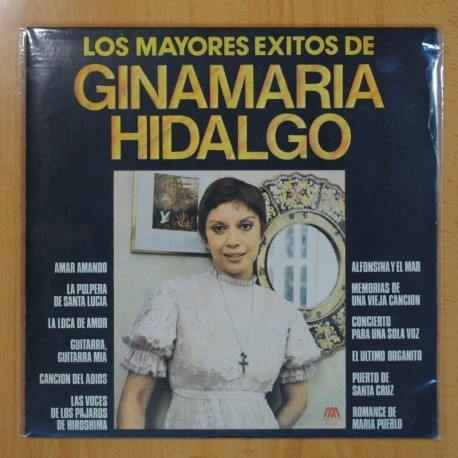 LOS MAYORES EXITOS DE
GINAMARIA
HIDALGO
AMAR AMANDO
LA PULPERA
DE SANTA LUCIA
LA LOCA DE AMOR
GUITARRA,
GUITARRA MIA
CANCION DEL ADIOS
LAS VOCES
DE LOS PAJAROS
DE HIROSHIMA
ALFONSINA Y EL MAR
MEMORIAS DE
UNA VIEJA CANCION
CONCIERTO
PARA UNA SOLA VOZ
EL ULTIMO ORGANITO
PUERTO DE
SANTA CRUZ
ROMANCE DE
MARIA PUEBLO